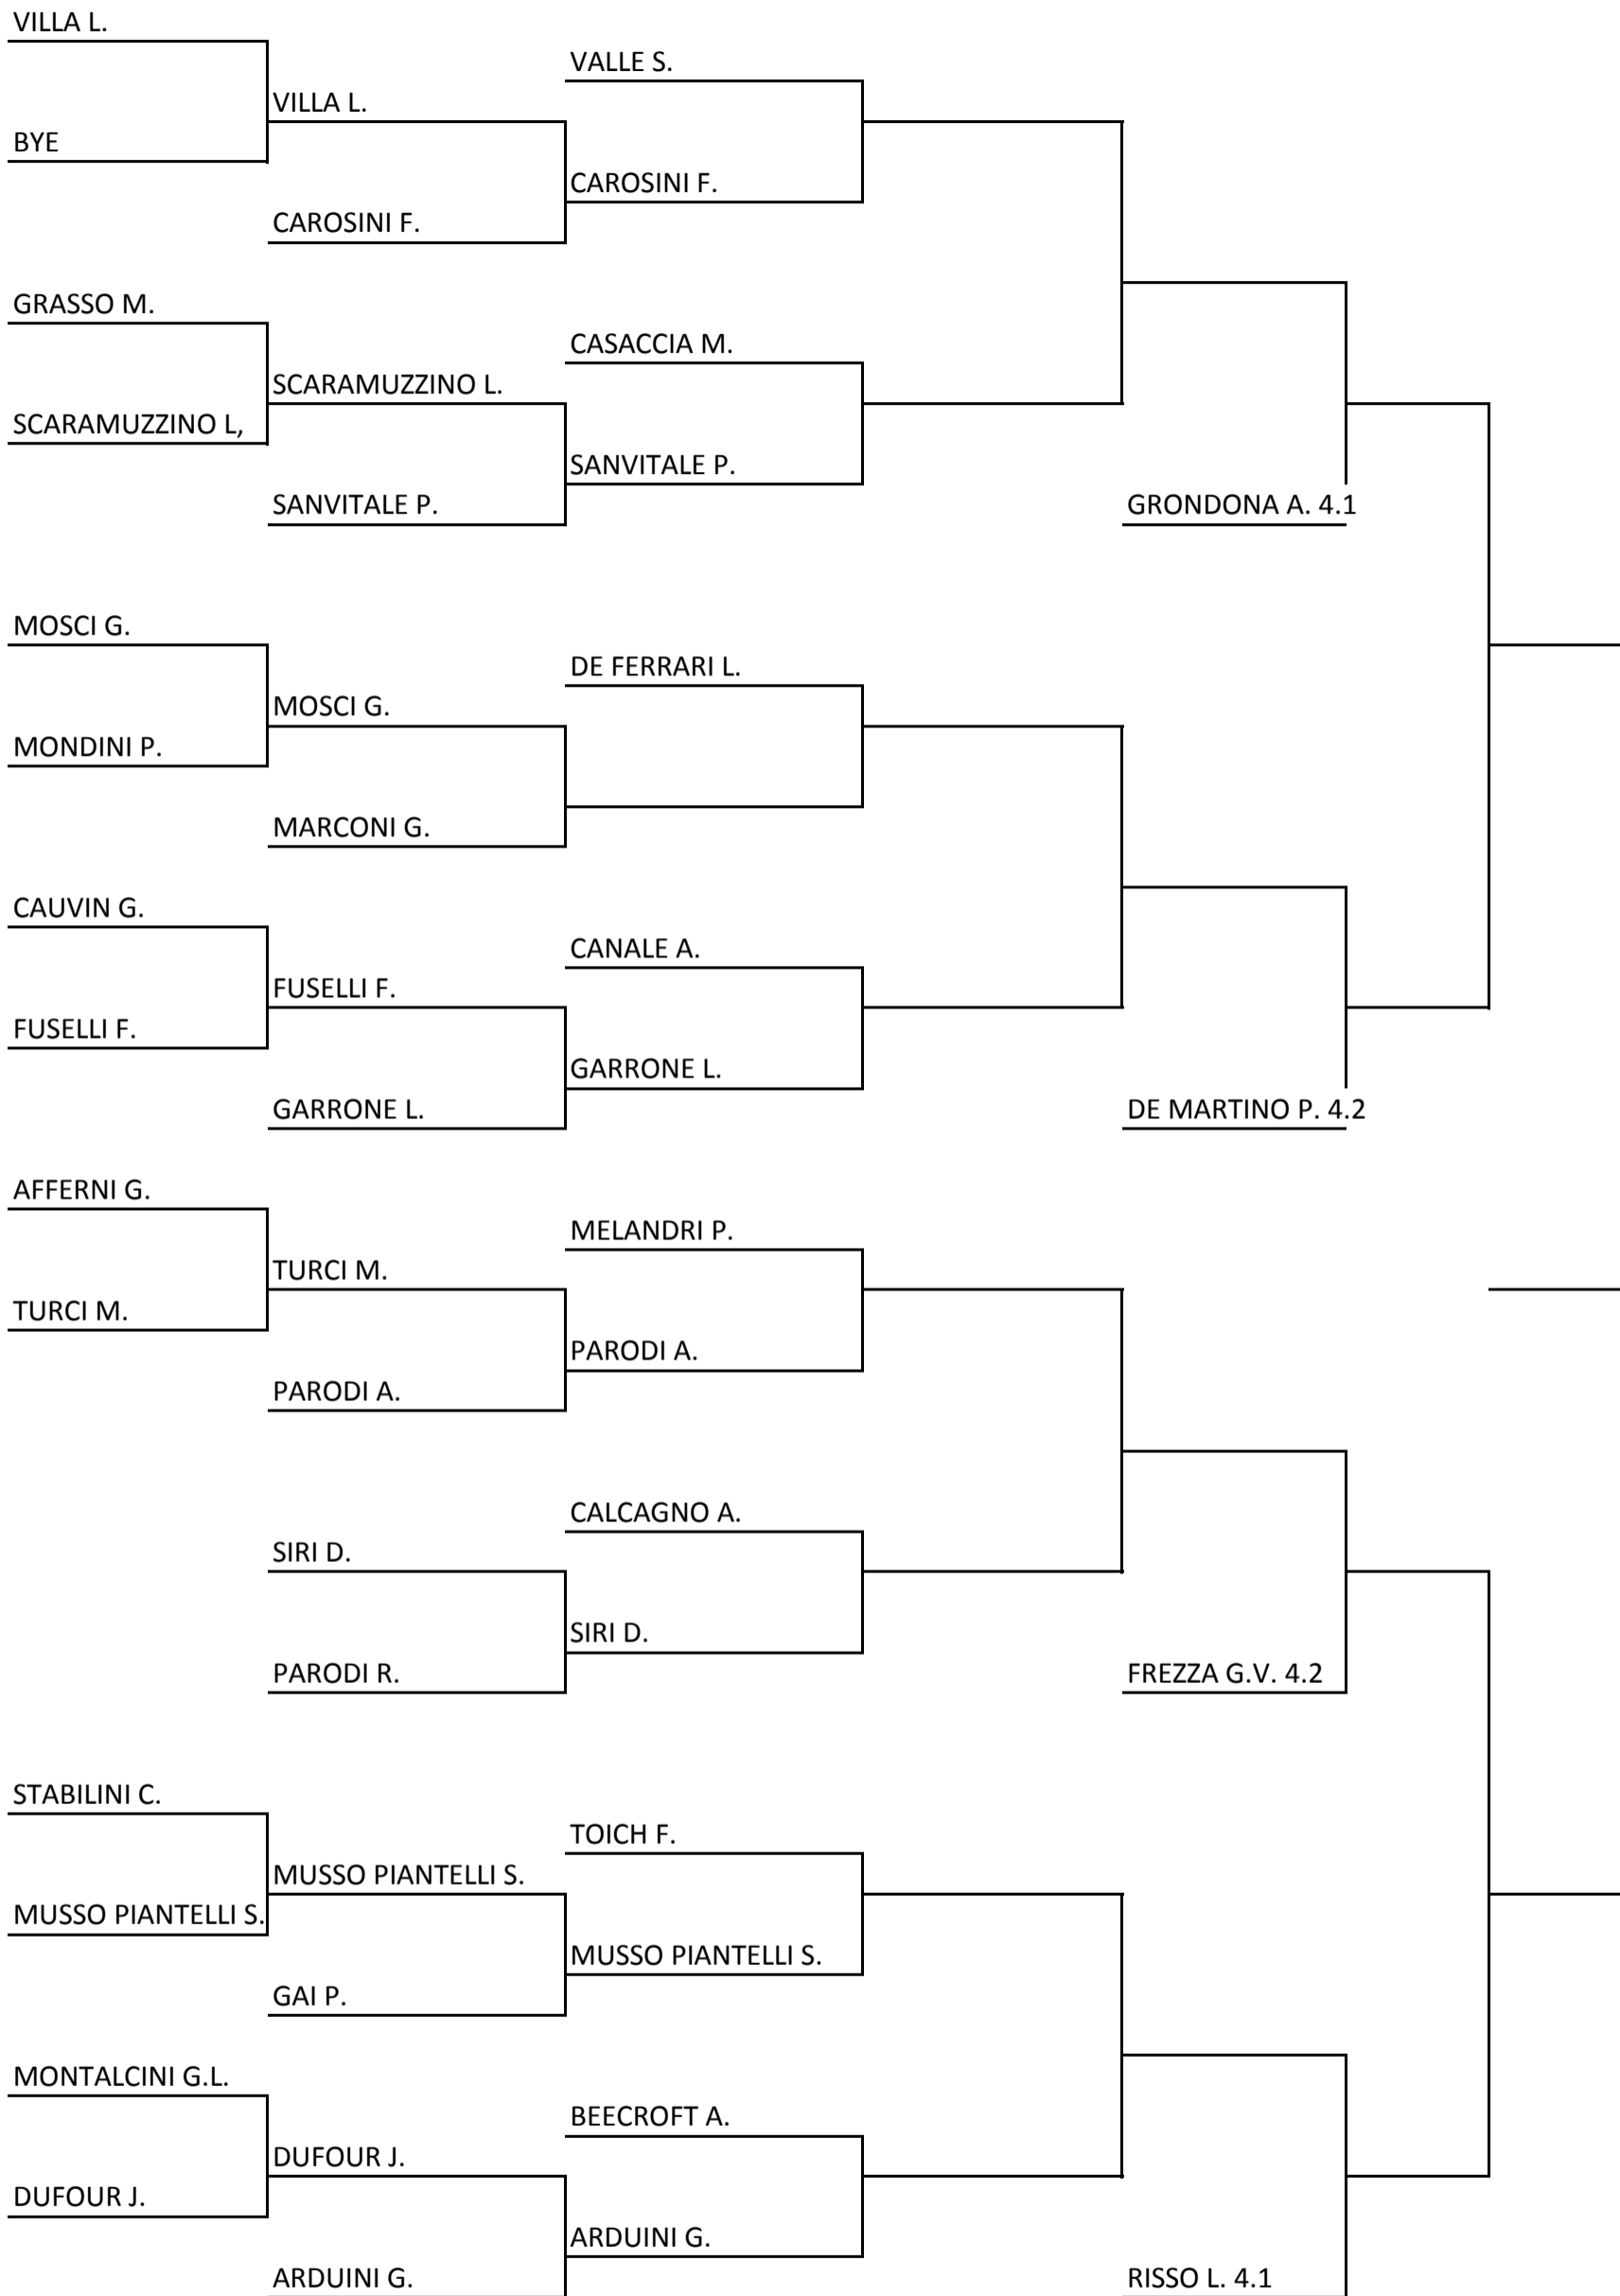 VILLA L.
VALLE S.
VILLA L.
BYE
CAROSINI F.
CAROSINI F.
GRASSO M.
CASACCIA M.
SCARAMUZZINO L.
SCARAMUZZINO L,
SANVITALE P.
SANVITALE P.
GRONDONA A. 4.1
MOSCI G.
DE FERRARI L.
MOSCI G.
MONDINI P.
MARCONI G.
CAUVIN G.
CANALE A.
FUSELLI F.
FUSELLI F.
GARRONE L.
GARRONE L.
DE MARTINO P. 4.2
AFFERNI G.
MELANDRI P.
TURCI M.
TURCI M.
PARODI A.
PARODI A.
CALCAGNO A.
SIRI D.
SIRI D.
PARODI R.
FREZZA G.V. 4.2
STABILINI C.
TOICH F.
MUSSO PIANTELLI S.
MUSSO PIANTELLI S.
MUSSO PIANTELLI S.
GAI P.
MONTALCINI G.L.
BEECROFT A.
DUFOUR J.
DUFOUR J.
ARDUINI G.
ARDUINI G.
RISSO L. 4.1